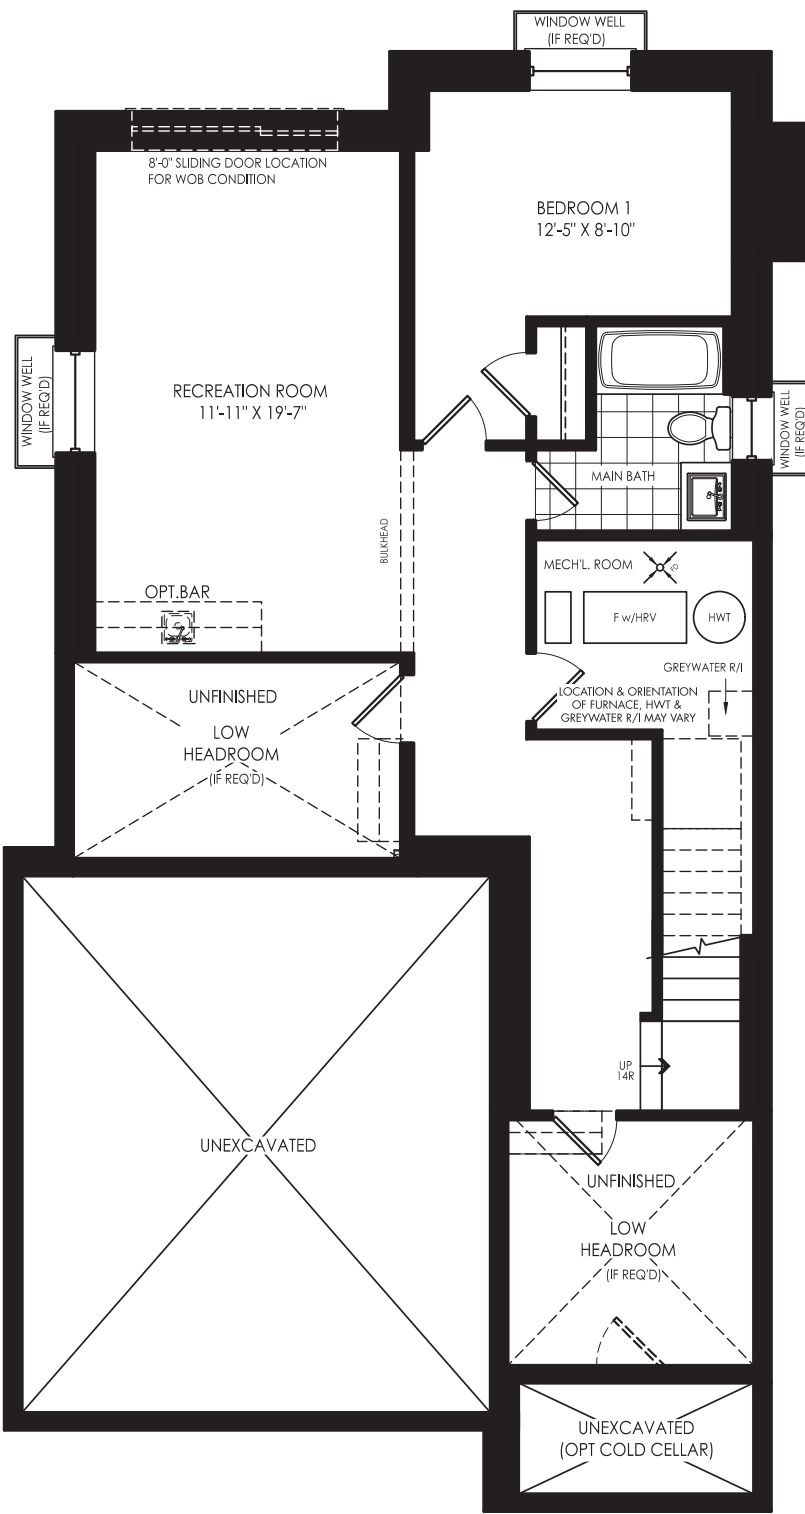 WINDOW WELL
(IF REQ'D)
8'-0" SLIDING DOOR LOCATION
FOR WOB CONDITION
BEDROOM 1
12'-5" X 8'-10"
WINDOW WELL
(IF REQ'D)
RECREATION ROOM
11'-11" X 19'-7"
WINDOW WELL
(IF REQ'D)
MAIN BATH
BULKHEAD
MECH'L. ROOM
FD
OPT.BAR
F w/HRV
HWT
GREYWATER R/I
LOCATION & ORIENTATION
OF FURNACE, HWT &
GREYWATER R/I MAY VARY
UNFINISHED
LOW
HEADROOM
(IF REQ'D)
UP
14R
UNEXCAVATED
UNFINISHED
LOW
HEADROOM
(IF REQ'D)
UNEXCAVATED
(OPT COLD CELLAR)